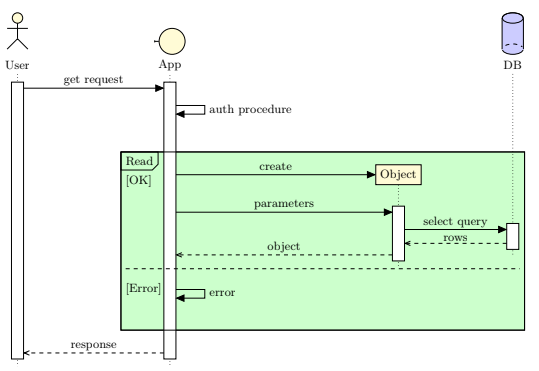 User
App
DB
get request
auth procedure
Read
[OK]
create
Object
parameters
select query
rows
object
[Error]
error
response